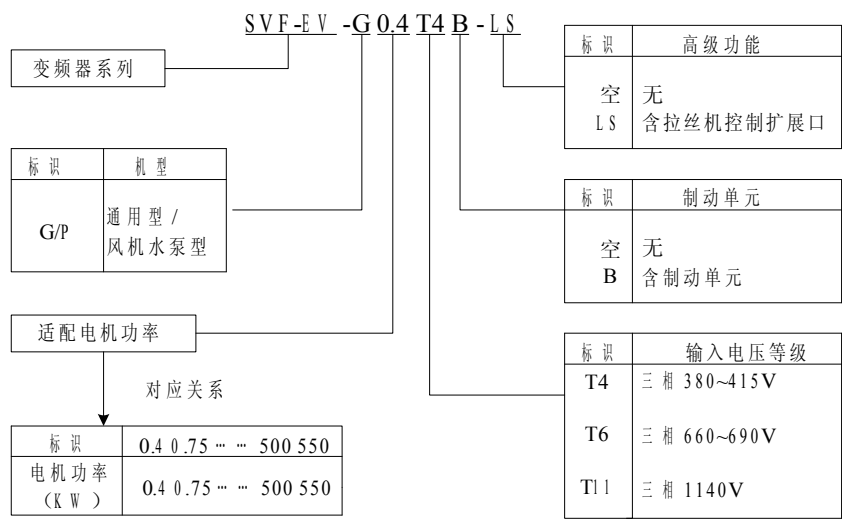 SVF-EV -G 0.4 T4 B -LS
变频器系列
标识 机型
G/P 通用型 /
风机水泵型
适配电机功率
对应关系
标识 0.4 0.75 … … 500 550
电机功率
(KW) 0.4 0.75 … … 500 550
标识 高级功能
空 无
LS 含拉丝机控制扩展口
标识 制动单元
空 无
B 含制动单元
标识 输入电压等级
T4 三相 380~415V
T6 三相 660~690V
T11 三相 1140V